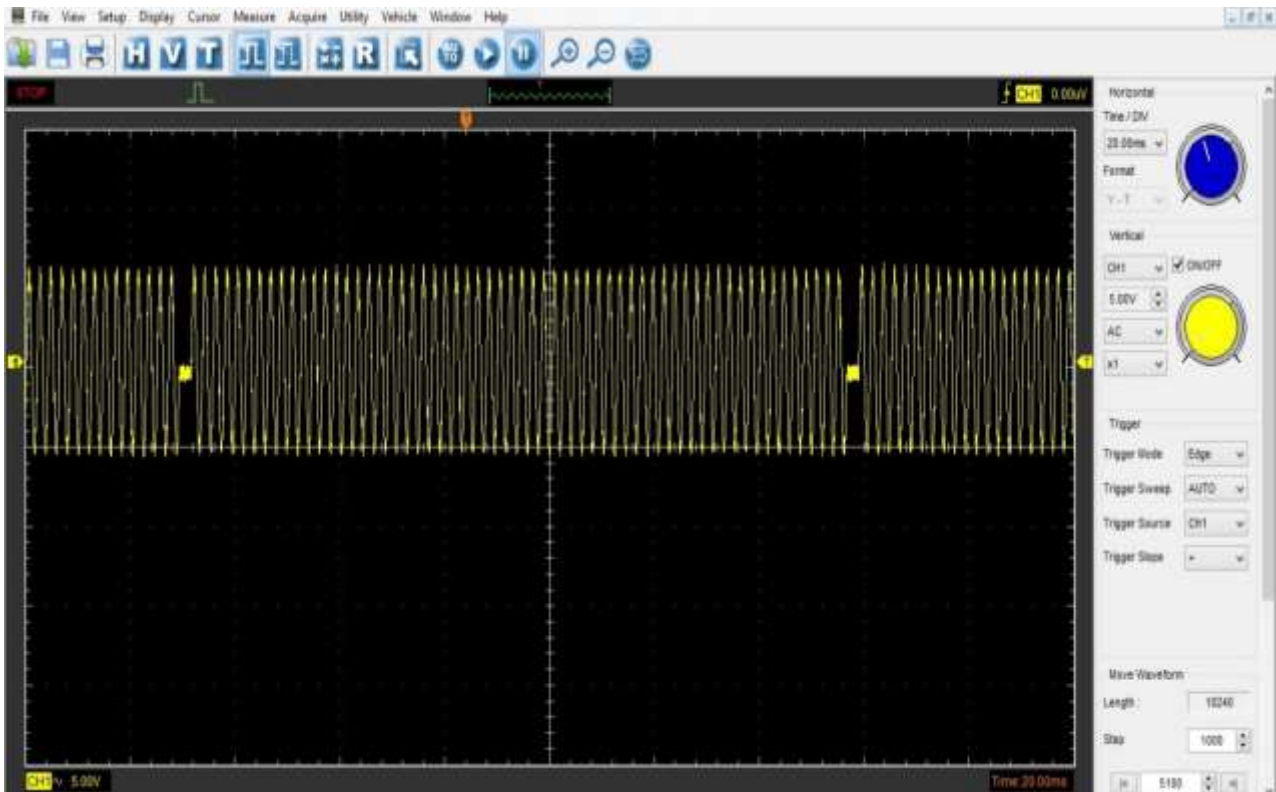 File View Setup Display Cursor Measure Acquire Utility Vehicle Window Help
H V T R AUTO
STOP T CH1 0.00uV
T
Horizontal
Time / DIV
20.00ms
Format
Y - T
Vertical
CH1 ON/OFF
5.00V
AC
x1
Trigger
Trigger Mode Edge
Trigger Sweep AUTO
Trigger Source CH1
Trigger Slope +
Move Waveform
Length : 10240
Step 1000
5100
CH1 ~ 5.00V Time:20.00ms